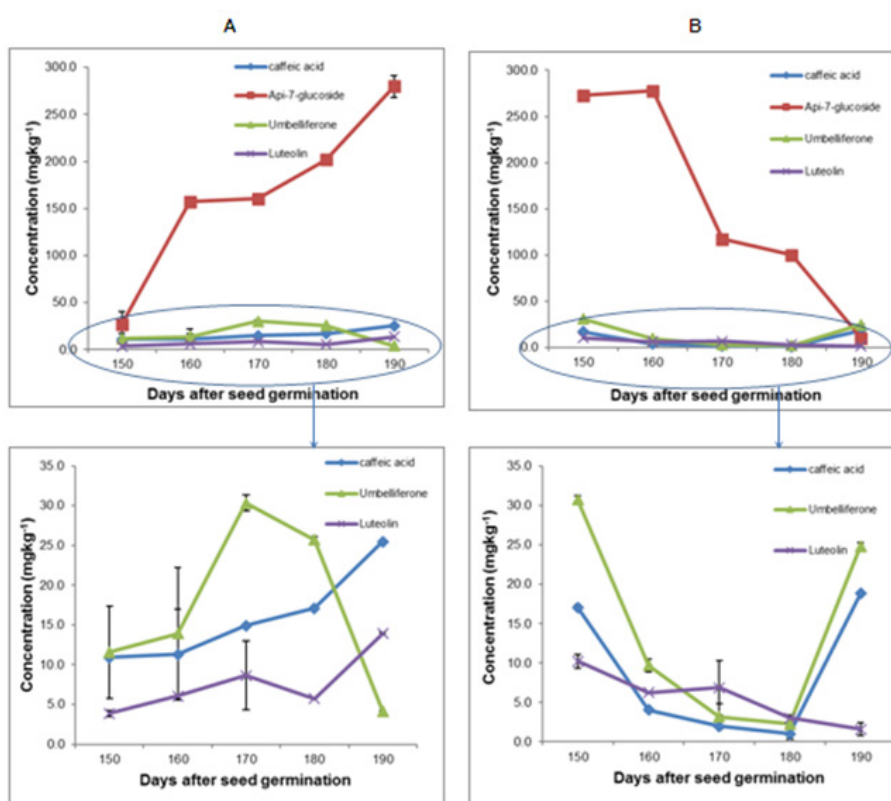 A
B
300.0
250.0
200.0
150.0
100.0
50.0
0.0
Concentration (mgkg⁻¹)
caffeic acid
Api-7-glucoside
Umbelliferone
Luteolin
150 160 170 180 190
Days after seed germination
300.0
250.0
200.0
150.0
100.0
50.0
0.0
Concentration (mgkg⁻¹)
caffeic acid
Api-7-glucoside
Umbelliferone
Luteolin
150 160 170 180 190
Days after seed germination
35.0
30.0
25.0
20.0
15.0
10.0
5.0
0.0
Concentration (mgkg⁻¹)
caffeic acid
Umbelliferone
Luteolin
150 160 170 180 190
Days after seed germination
35.0
30.0
25.0
20.0
15.0
10.0
5.0
0.0
Concentration (mgkg⁻¹)
caffeic acid
Umbelliferone
Luteolin
150 160 170 180 190
Days after seed germination